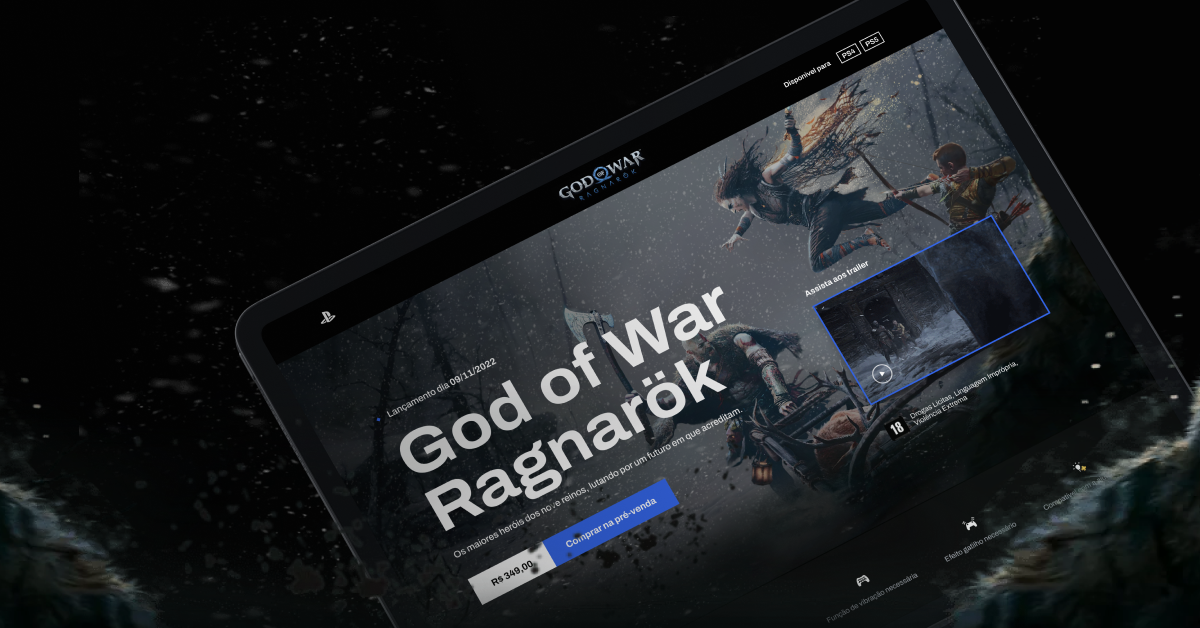 Disponível para PS4 PS5
GOD OF WAR
RAGNARÖK
Lançamento dia 09/11/2022
God of War
Ragnarök
Os maiores heróis dos nove reinos, lutando por um futuro em que acreditam.
R$ 349,00
Comprar na pré-venda
Assista aos trailer
18
Drogas Lícitas, Linguagem Imprópria,
Violência Extrema
Função de vibração necessária
Efeito gatilho necessário